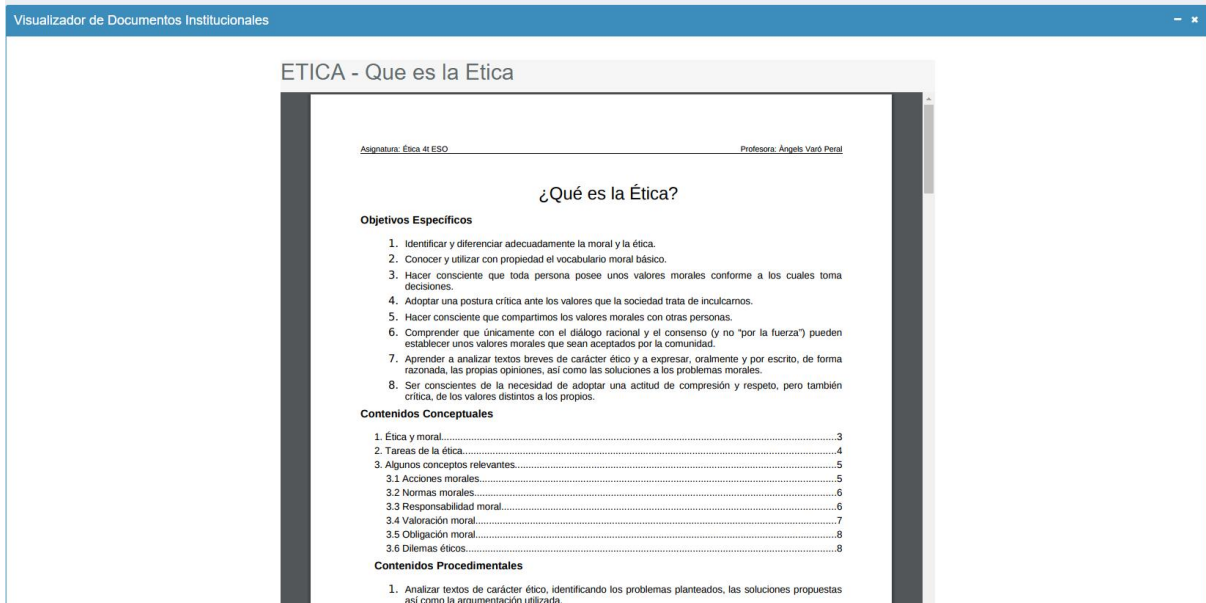 Visualizador de Documentos Institucionales
ETICA - Que es la Etica
Asignatura: Ética 4t ESO Profesora: Àngels Varó Peral
¿Qué es la Ética?
Objetivos Específicos
1. Identificar y diferenciar adecuadamente la moral y la ética.
2. Conocer y utilizar con propiedad el vocabulario moral básico.
3. Hacer consciente que toda persona posee unos valores morales conforme a los cuales toma
decisiones.
4. Adoptar una postura crítica ante los valores que la sociedad trata de inculcarnos.
5. Hacer consciente que compartimos los valores morales con otras personas.
6. Comprender que únicamente con el diálogo racional y el consenso (y no “por la fuerza”) pueden
establecer unos valores morales que sean aceptados por la comunidad.
7. Aprender a analizar textos breves de carácter ético y a expresar, oralmente y por escrito, de forma
razonada, las propias opiniones, así como las soluciones a los problemas morales.
8. Ser conscientes de la necesidad de adoptar una actitud de compresión y respeto, pero también
crítica, de los valores distintos a los propios.
Contenidos Conceptuales
1. Ética y moral...3
2. Tareas de la ética...4
3. Algunos conceptos relevantes...5
3.1 Acciones morales...5
3.2 Normas morales...6
3.3 Responsabilidad moral...6
3.4 Valoración moral...7
3.5 Obligación moral...8
3.6 Dilemas éticos...8
Contenidos Procedimentales
1. Analizar textos de carácter ético, identificando los problemas planteados, las soluciones propuestas
así como la argumentación utilizada.